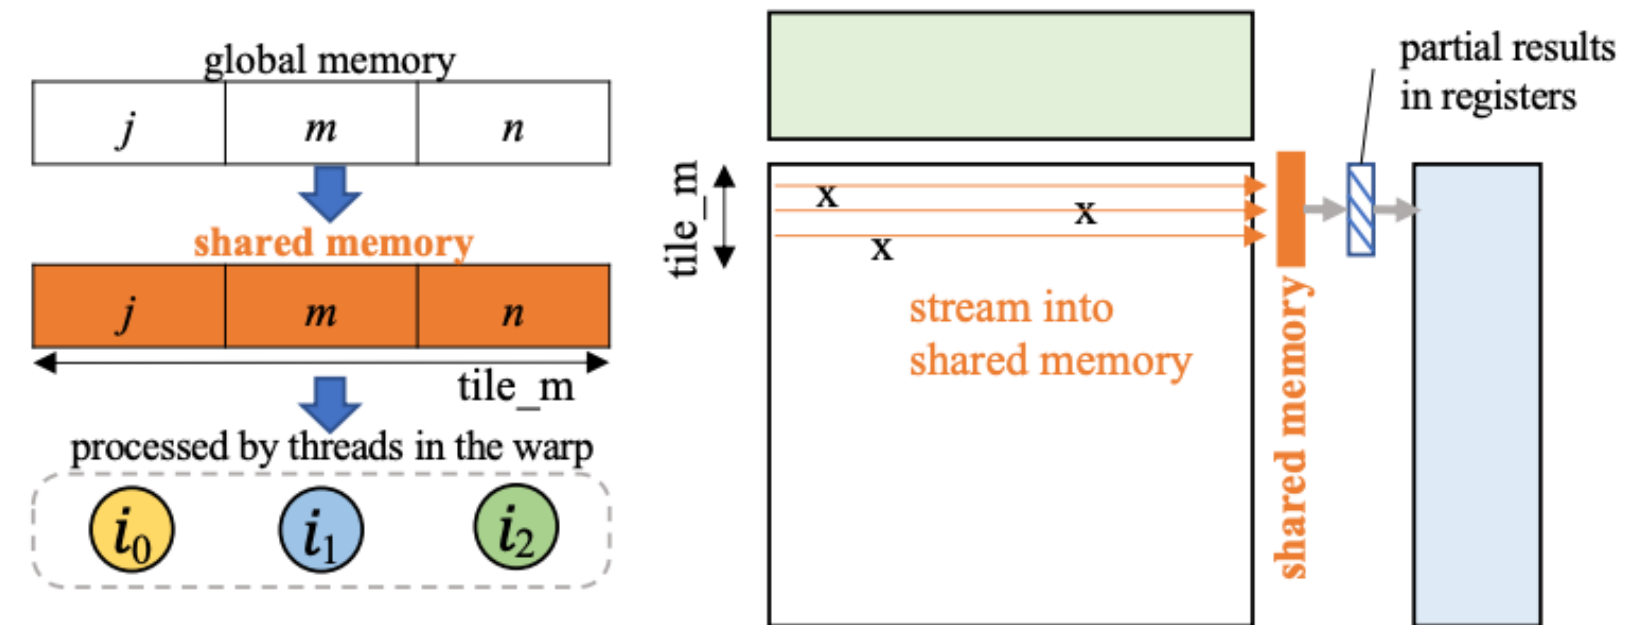 global memory
j m n
shared memory
j m n
tile_m
processed by threads in the warp
i0 i1 i2
partial results
in registers
tile_m
x
x
x
stream into
shared memory
shared memory